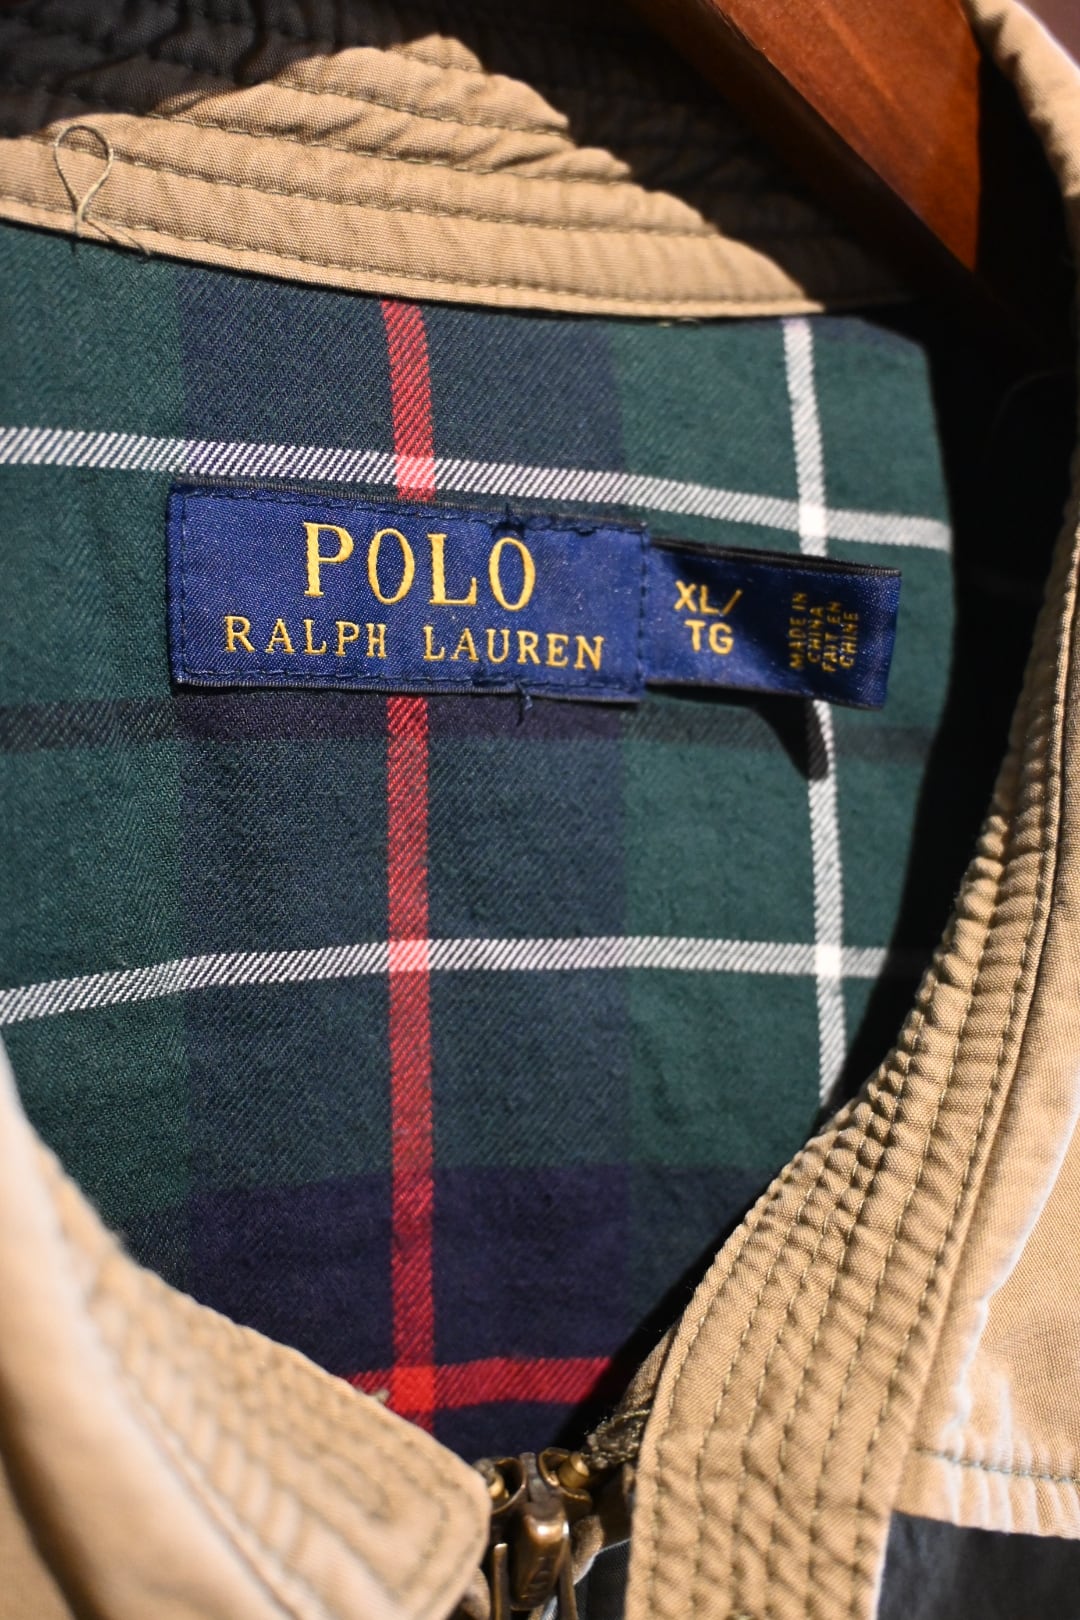 POLO
RALPH LAUREN
XL/
TG
MADE IN
CHINA
FAIT EN
CHINE